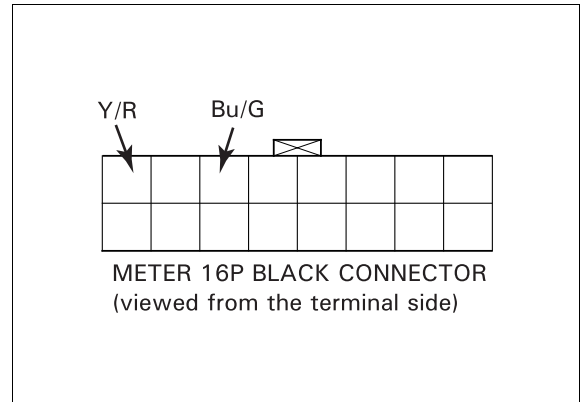 Y/R Bu/G
METER 16P BLACK CONNECTOR
(viewed from the terminal side)